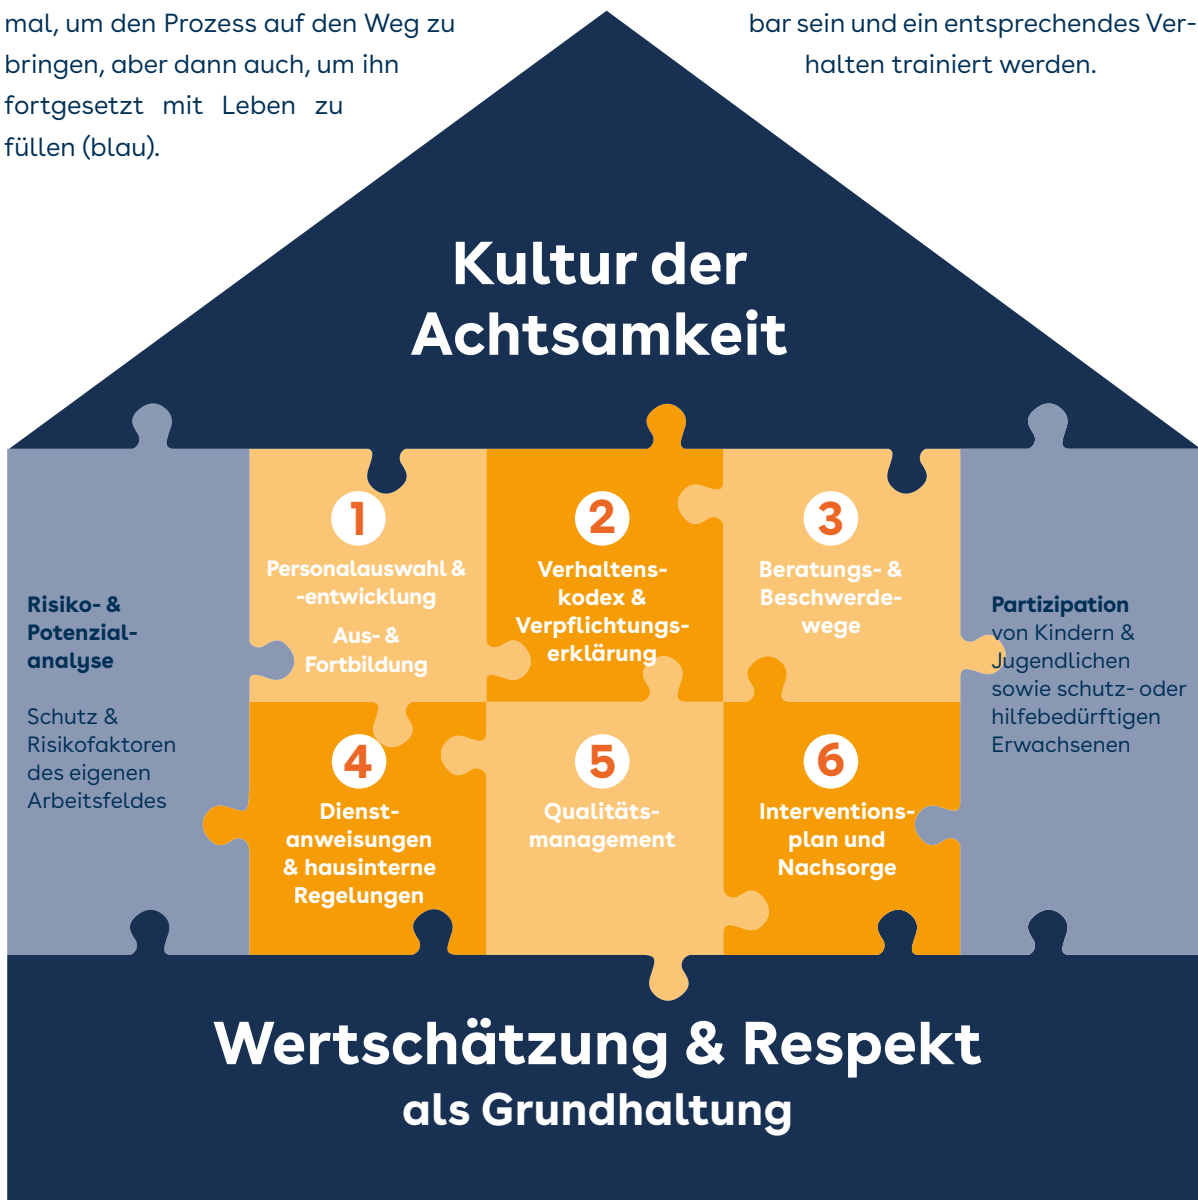 mal, um den Prozess auf den Weg zu
bringen, aber dann auch, um ihn
fortgesetzt mit Leben zu
füllen (blau).
bar sein und ein entsprechendes Ver-
halten trainiert werden.
Kultur der
Achtsamkeit
Risiko- &
Potenzial-
analyse
Schutz &
Risikofaktoren
des eigenen
Arbeitsfeldes
1
Personalauswahl &
-entwicklung
Aus- &
Fortbildung
2
Verhaltens-
kodex &
Verpflichtungs-
erklärung
3
Beratungs- &
Beschwerde-
wege
Partizipation
von Kindern &
Jugendlichen
sowie schutz- oder
hilfebedürftigen
Erwachsenen
4
Dienst-
anweisungen
& hausinterne
Regelungen
5
Qualitäts-
management
6
Interventions-
plan und
Nachsorge
Wertschätzung & Respekt
als Grundhaltung